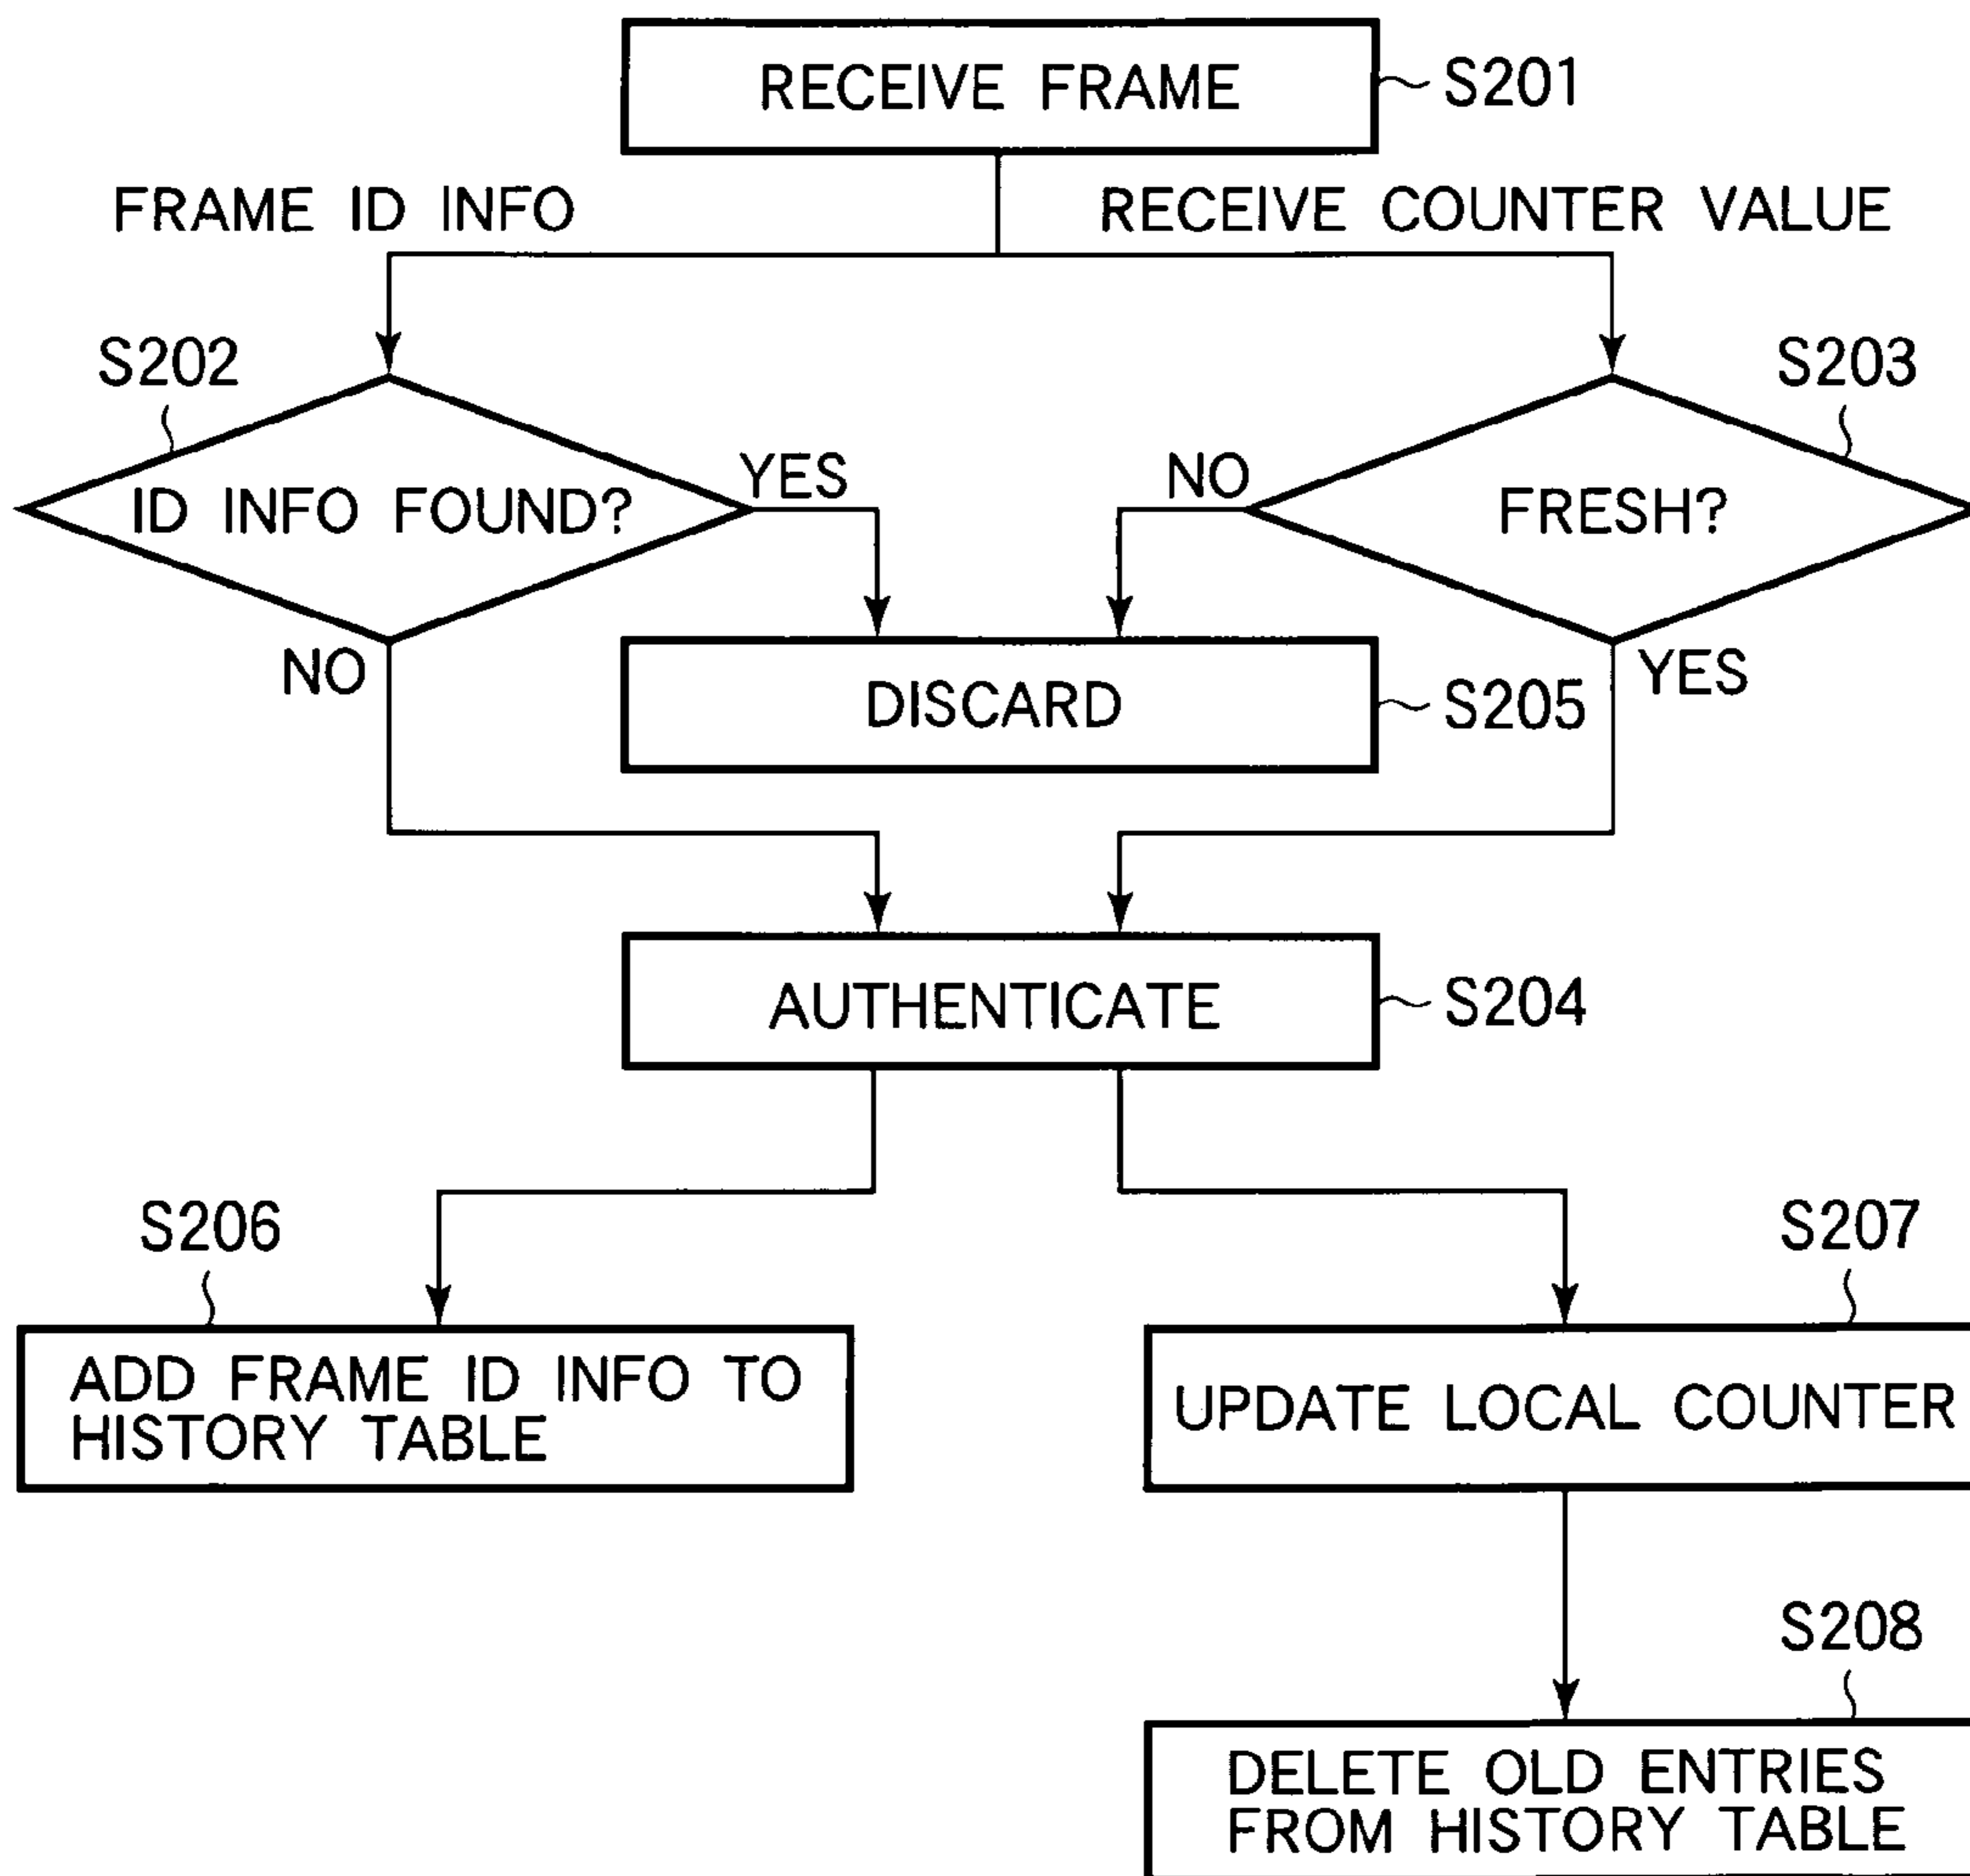 RECEIVE FRAME
S201
FRAME ID INFO
RECEIVE COUNTER VALUE
S202
S203
ID INFO FOUND?
YES
NO
FRESH?
NO
DISCARD
S205
YES
AUTHENTICATE
S204
S206
S207
ADD FRAME ID INFO TO
HISTORY TABLE
UPDATE LOCAL COUNTER
S208
DELETE OLD ENTRIES
FROM HISTORY TABLE